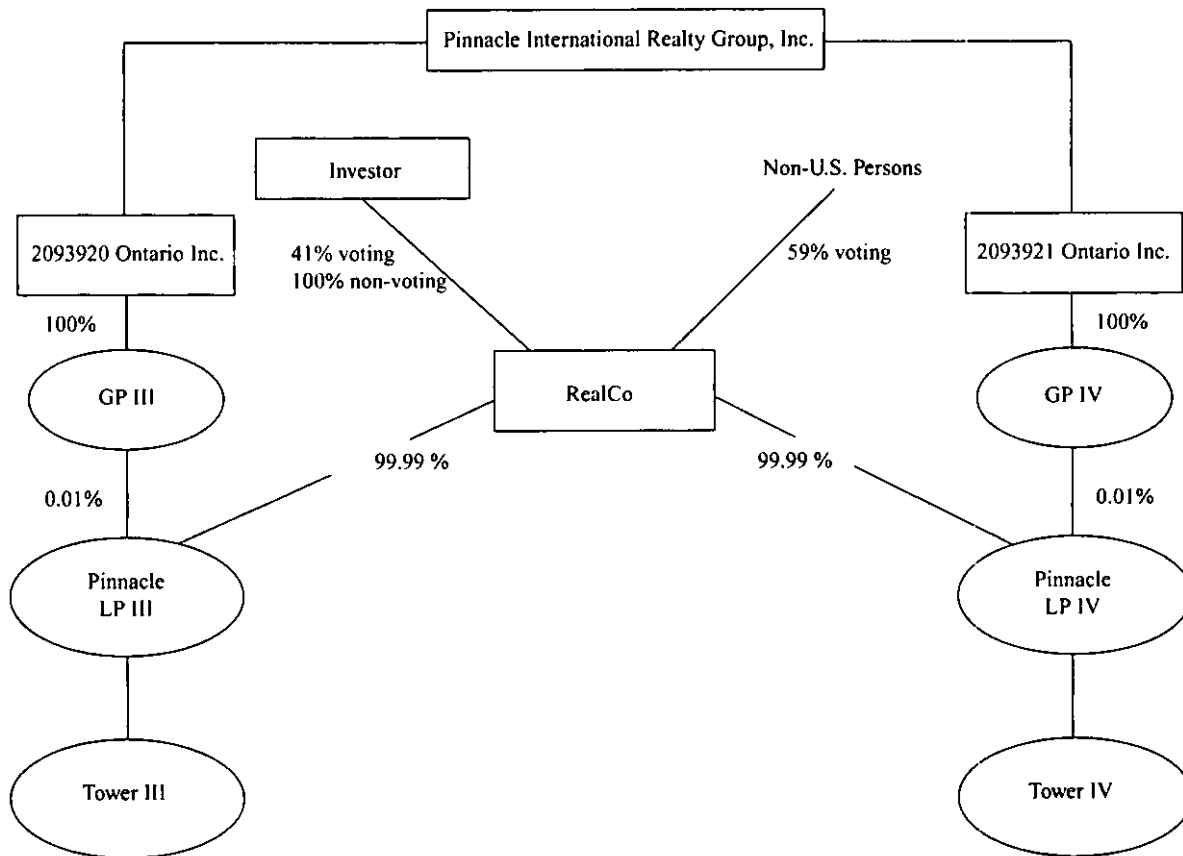 Pinnacle International Realty Group, Inc.
Investor
Non-U.S. Persons
2093920 Ontario Inc.
41% voting
100% non-voting
59% voting
2093921 Ontario Inc.
100%
100%
GP III
RealCo
GP IV
99.99 %
99.99 %
0.01%
0.01%
Pinnacle
LP III
Pinnacle
LP IV
Tower III
Tower IV